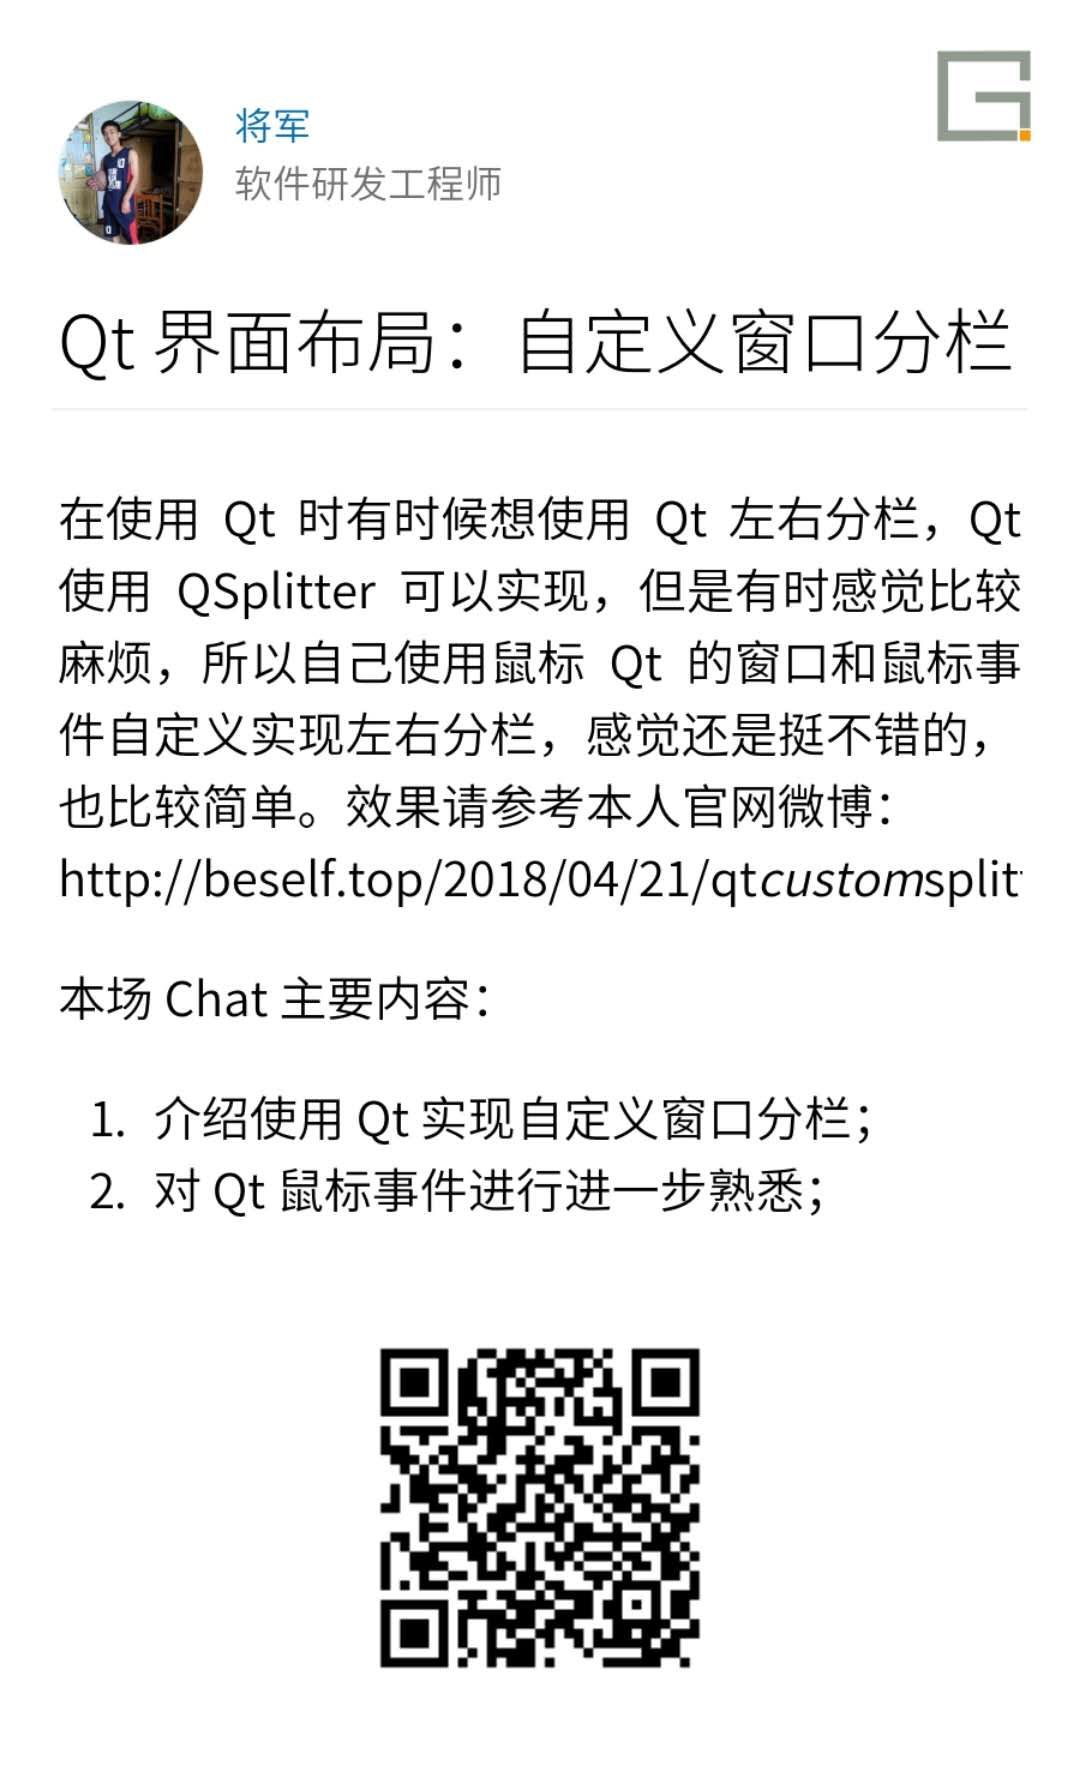 将军
软件研发工程师
Qt 界面布局：自定义窗口分栏
在使用 Qt 时有时候想使用 Qt 左右分栏，Qt
使用 QSplitter 可以实现，但是有时感觉比较
麻烦，所以自己使用鼠标 Qt 的窗口和鼠标事
件自定义实现左右分栏，感觉还是挺不错的，
也比较简单。效果请参考本人官网微博：
http://beself.top/2018/04/21/qtcustomsplit
本场 Chat 主要内容：
1. 介绍使用 Qt 实现自定义窗口分栏；
2. 对 Qt 鼠标事件进行进一步熟悉；